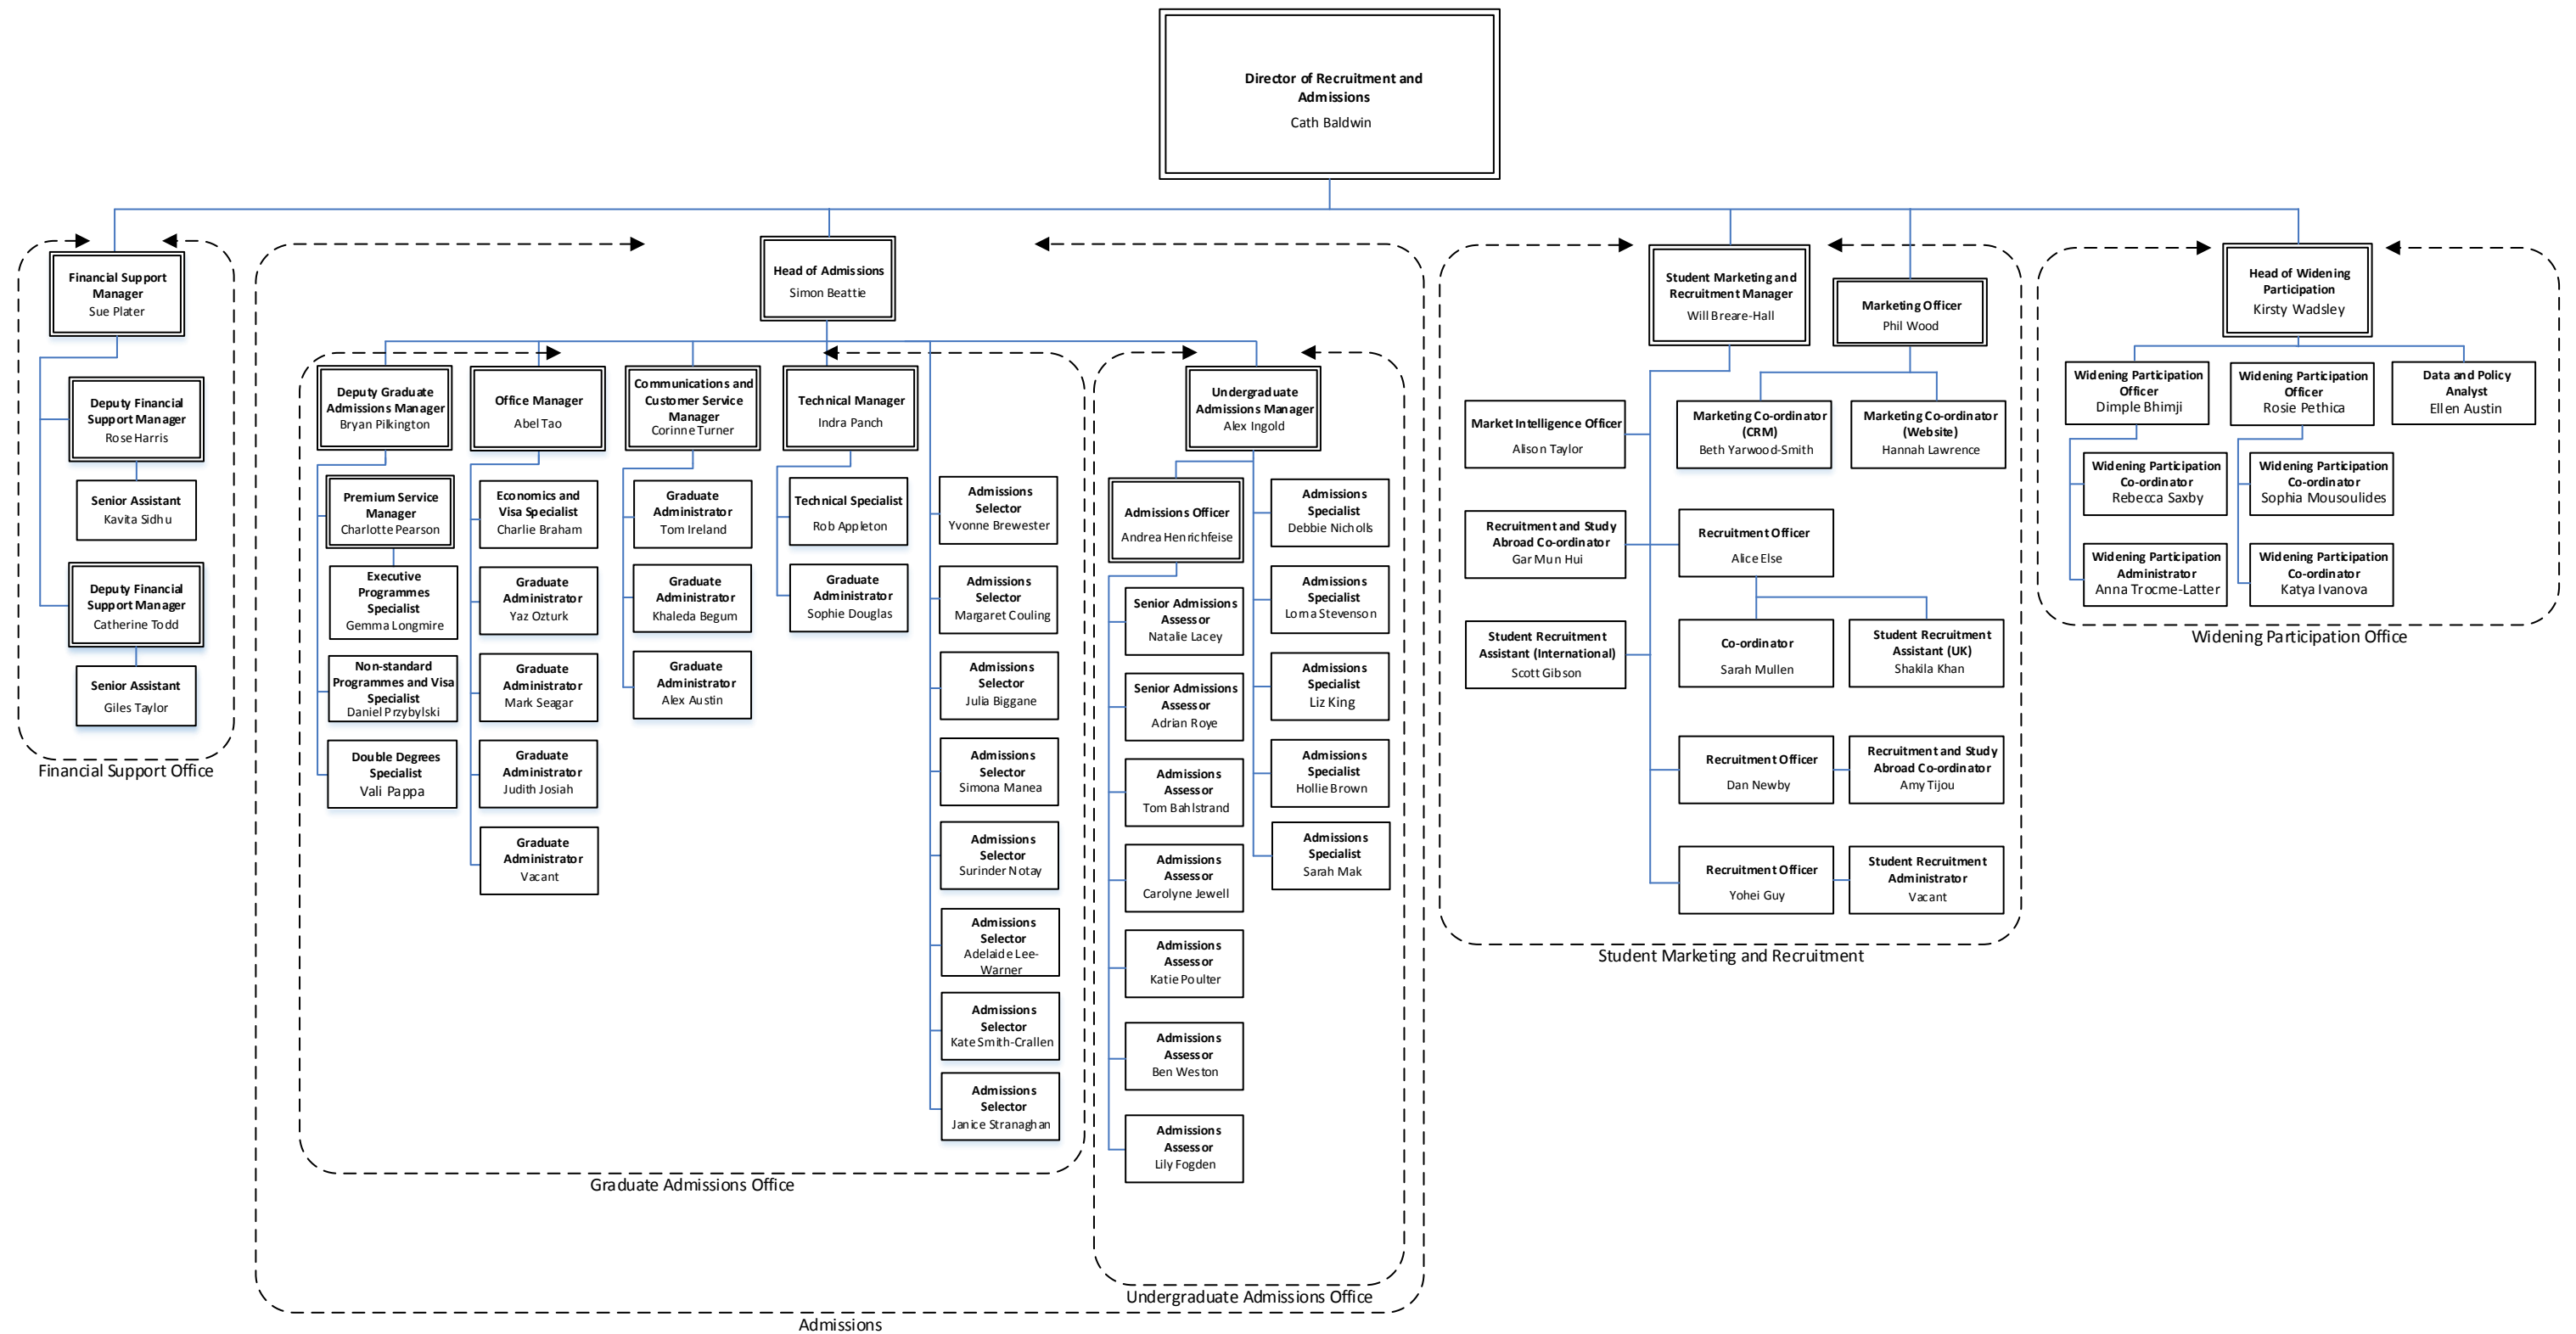 Director of Recruitment and
Admissions
Cath Baldwin
Financial Support
Manager
Sue Plater
Deputy Financial
Support Manager
Rose Harris
Senior Assistant
Kavita Sidhu
Deputy Financial
Support Manager
Catherine Todd
Senior Assistant
Giles Taylor
Financial Support Office
Head of Admissions
Simon Beattie
Deputy Graduate
Admissions Manager
Bryan Pilkington
Premium Service
Manager
Charlotte Pearson
Executive
Programmes
Specialist
Gemma Longmire
Non-standard
Programmes and Visa
Specialist
Daniel Przybylski
Double Degrees
Specialist
Vali Pappa
Office Manager
Abel Tao
Economics and
Visa Specialist
Charlie Braham
Graduate
Administrator
Yaz Ozturk
Graduate
Administrator
Mark Seagar
Graduate
Administrator
Judith Josiah
Graduate
Administrator
Vacant
Communications and
Customer Service
Manager
Corinne Turner
Graduate
Administrator
Tom Ireland
Graduate
Administrator
Khaleda Begum
Graduate
Administrator
Alex Austin
Technical Manager
Indra Panch
Technical Specialist
Rob Appleton
Graduate
Administrator
Sophie Douglas
Admissions
Selector
Yvonne Brewester
Admissions
Selector
Margaret Couling
Admissions
Selector
Julia Biggane
Admissions
Selector
Simona Manea
Admissions
Selector
Surinder Notay
Admissions
Selector
Adelaide Lee-
Warner
Admissions
Selector
Kate Smith-Crallen
Admissions
Selector
Janice Stranaghan
Graduate Admissions Office
Undergraduate
Admissions Manager
Alex Ingold
Admissions Officer
Andrea Henrichfeise
Senior Admissions
Assessor
Natalie Lacey
Senior Admissions
Assessor
Adrian Roye
Admissions
Assessor
Tom Bahlstrand
Admissions
Assessor
Carolyne Jewell
Admissions
Assessor
Katie Poulter
Admissions
Assessor
Ben Weston
Admissions
Assessor
Lily Fogden
Admissions
Specialist
Debbie Nicholls
Admissions
Specialist
Lorna Stevenson
Admissions
Specialist
Liz King
Admissions
Specialist
Hollie Brown
Admissions
Specialist
Sarah Mak
Undergraduate Admissions Office
Admissions
Student Marketing and
Recruitment Manager
Will Breare-Hall
Marketing Officer
Phil Wood
Market Intelligence Officer
Alison Taylor
Marketing Co-ordinator
(CRM)
Beth Yarwood-Smith
Marketing Co-ordinator
(Website)
Hannah Lawrence
Recruitment and Study
Abroad Co-ordinator
Gar Mun Hui
Recruitment Officer
Alice Else
Student Recruitment
Assistant (International)
Scott Gibson
Co-ordinator
Sarah Mullen
Student Recruitment
Assistant (UK)
Shakila Khan
Recruitment Officer
Dan Newby
Recruitment and Study
Abroad Co-ordinator
Amy Tijou
Recruitment Officer
Yohei Guy
Student Recruitment
Administrator
Vacant
Student Marketing and Recruitment
Head of Widening
Participation
Kirsty Wadsley
Widening Participation
Officer
Dimple Bhimji
Widening Participation
Co-ordinator
Rebecca Saxby
Widening Participation
Administrator
Anna Trocme-Latter
Widening Participation
Officer
Rosie Pethica
Widening Participation
Co-ordinator
Sophia Mousoulides
Widening Participation
Co-ordinator
Katya Ivanova
Data and Policy
Analyst
Ellen Austin
Widening Participation Office